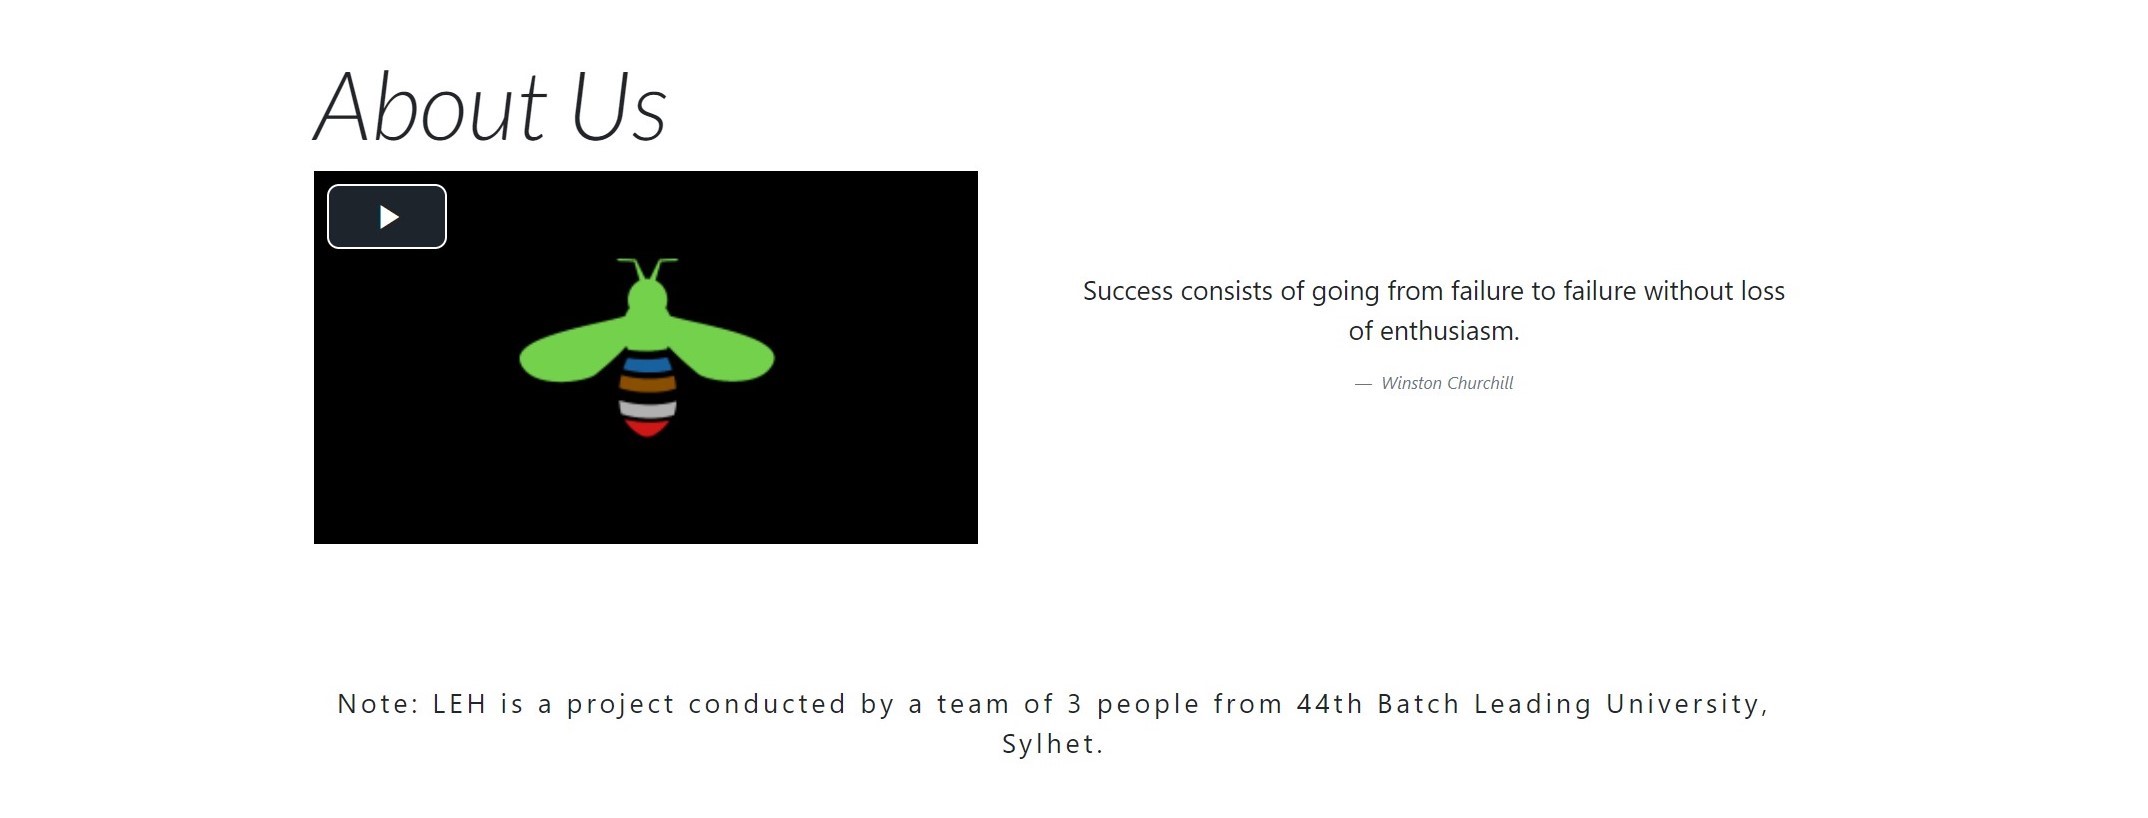 About Us
Success consists of going from failure to failure without loss
of enthusiasm.
— Winston Churchill
Note: LEH is a project conducted by a team of 3 people from 44th Batch Leading University,
Sylhet.